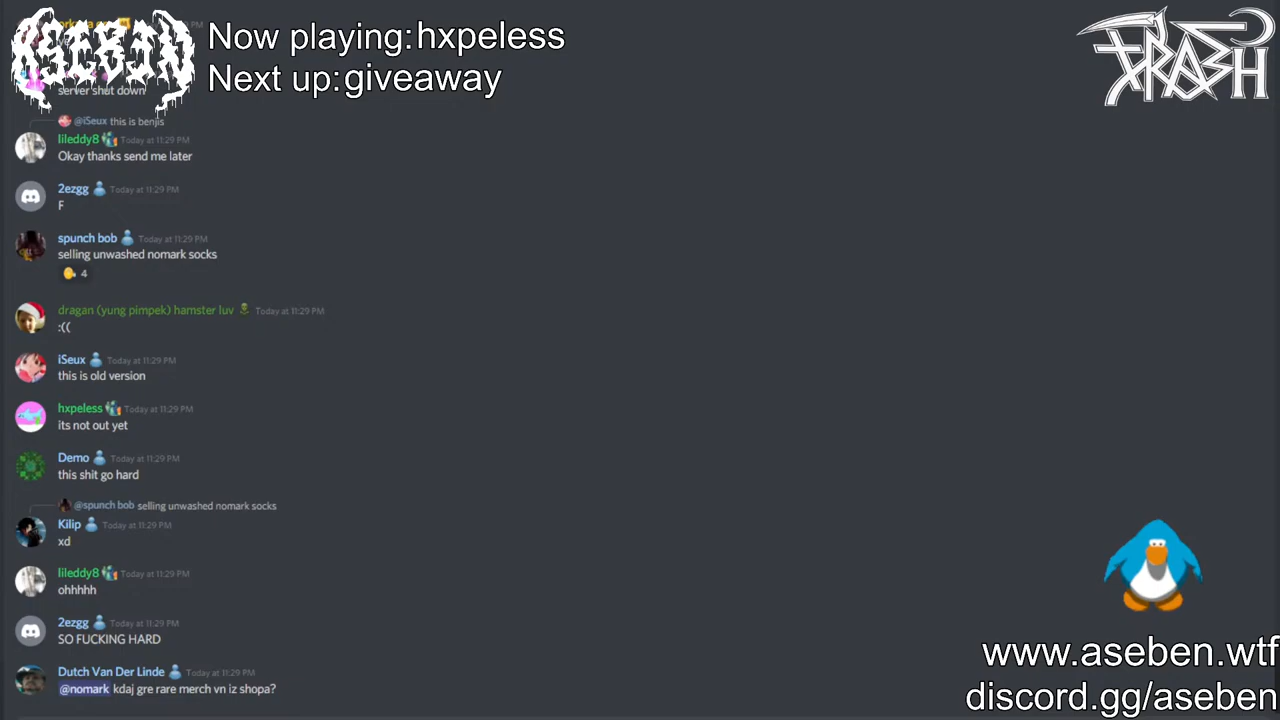 ASEBEN
Now playing:hxpeless
Next up:giveaway
TRASH
server shut down
@iSeux this is benjis
lileddy8 Today at 11:29 PM
Okay thanks send me later
2ezgg Today at 11:29 PM
F
spunch bob Today at 11:29 PM
selling unwashed nomark socks
4
dragan (yung pimpek) hamster luv Today at 11:29 PM
:((
iSeux Today at 11:29 PM
this is old version
hxpeless Today at 11:29 PM
its not out yet
Demo Today at 11:29 PM
this shit go hard
@spunch bob selling unwashed nomark socks
Kilip Today at 11:29 PM
xd
lileddy8 Today at 11:29 PM
ohhhhh
2ezgg Today at 11:29 PM
SO FUCKING HARD
Dutch Van Der Linde Today at 11:29 PM
@nomark kdaj gre rare merch vn iz shopa?
www.aseben.wtf
discord.gg/aseben